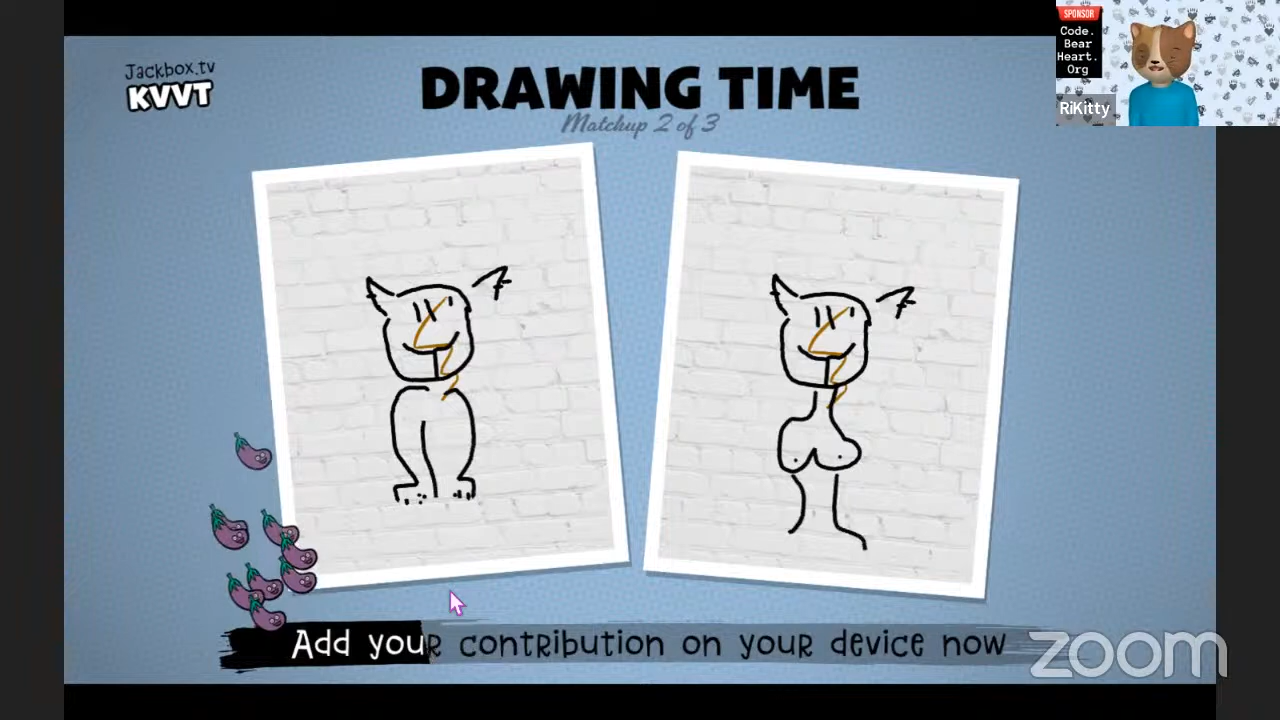 Jackbox.tv
KVVT
DRAWING TIME
Matchup 2 of 3
SPONSOR
Code.
Bear
Heart.
Org
RiKitty
Add your contribution on your device now
zoom